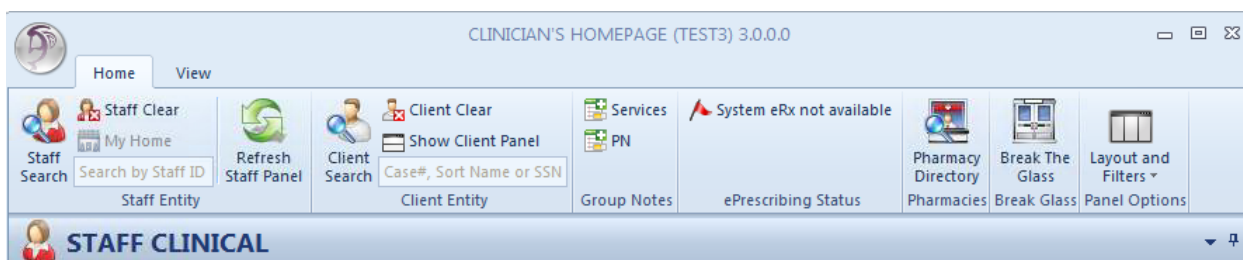 CLINICIAN'S HOMEPAGE (TEST3) 3.0.0.0
Home View
Staff Search
Staff Clear
My Home
Search by Staff ID
Refresh Staff Panel
Staff Entity
Client Search
Client Clear
Show Client Panel
Case#, Sort Name or SSN
Client Entity
Services
PN
Group Notes
System eRx not available
ePrescribing Status
Pharmacy Directory
Pharmacies
Break The Glass
Break Glass
Layout and Filters
Panel Options
STAFF CLINICAL